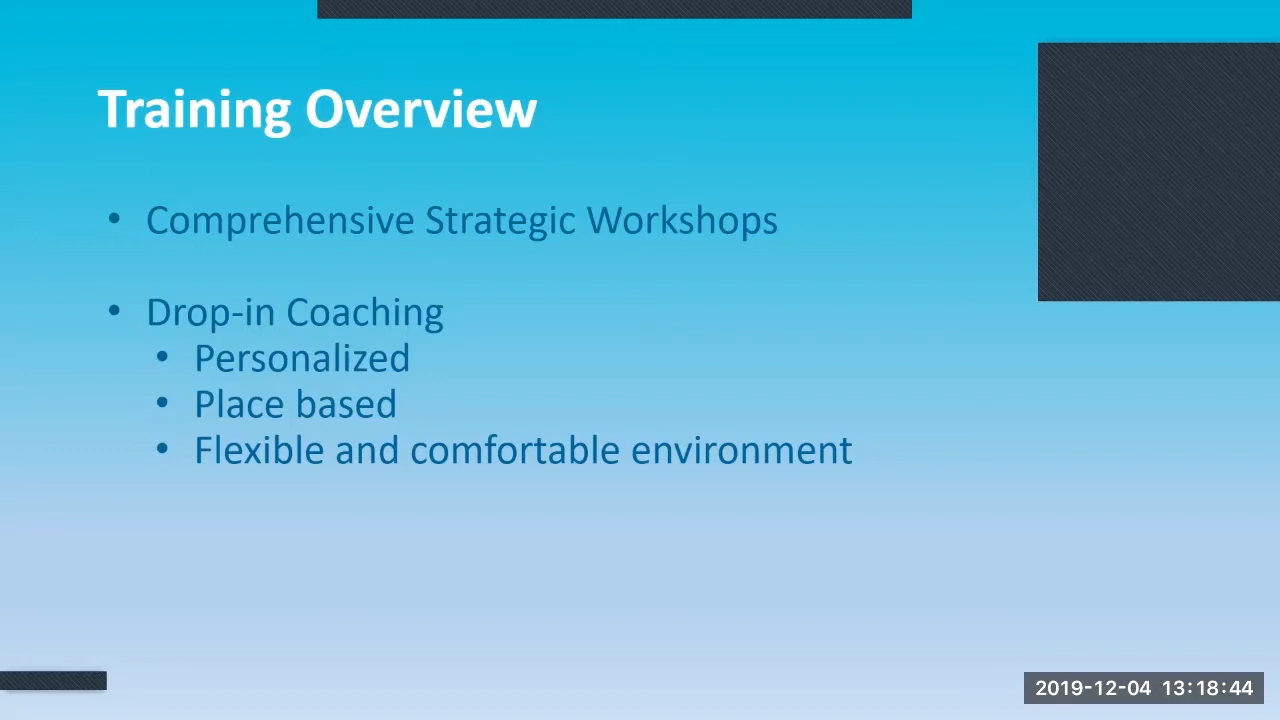 Training Overview
• Comprehensive Strategic Workshops
• Drop-in Coaching
• Personalized
• Place based
• Flexible and comfortable environment
2019-12-04 13:18:44